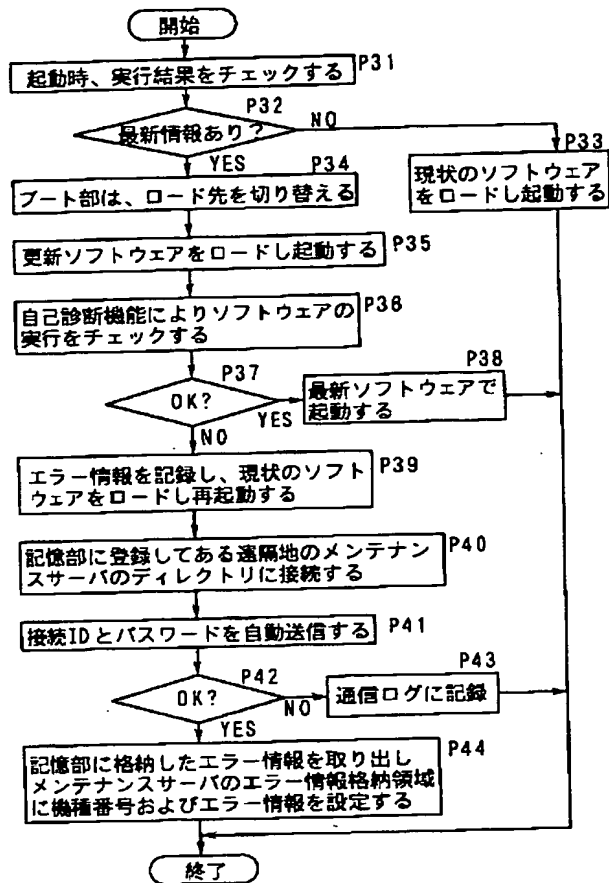 開始
起動時、実行結果をチェックする
P31
P32
最新情報あり?
NO
YES
P33
現状のソフトウェア
をロードし起動する
P34
ブート部は、ロード先を切り替える
更新ソフトウェアをロードし起動する
P35
自己診断機能によりソフトウェアの
実行をチェックする
P36
P37
OK?
YES
NO
P38
最新ソフトウェアで
起動する
エラー情報を記録し、現状のソフト
ウェアをロードし再起動する
P39
記憶部に登録してある遠隔地のメンテナン
スサーバのディレクトリに接続する
P40
接続IDとパスワードを自動送信する
P41
P42
OK?
NO
YES
P43
通信ログに記録
P44
記憶部に格納したエラー情報を取り出し
メンテナンスサーバのエラー情報格納領域
に機種番号およびエラー情報を設定する
終了